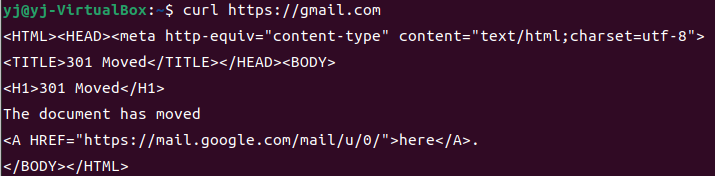 yj@yj-VirtualBox:~$ curl https://gmail.com
<HTML><HEAD><meta http-equiv="content-type" content="text/html;charset=utf-8">
<TITLE>301 Moved</TITLE></HEAD><BODY>
<H1>301 Moved</H1>
The document has moved
<A HREF="https://mail.google.com/mail/u/0/">here</A>.
</BODY></HTML>